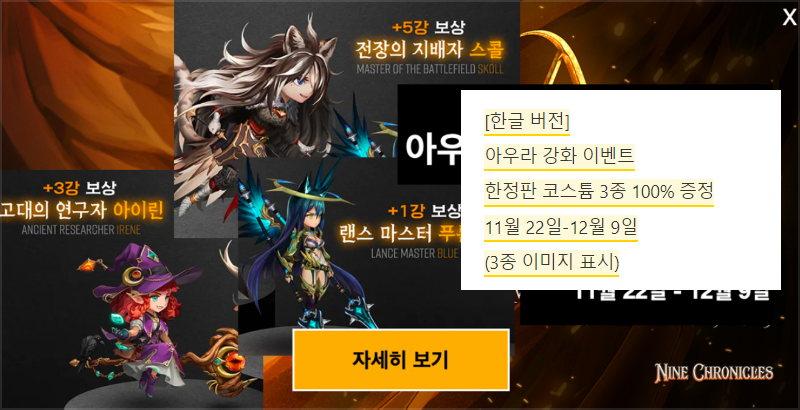 X
+5강 보상
전장의 지배자 스콜
MASTER OF THE BATTLEFIELD SKOLL
아우
[한글 버전]
아우라 강화 이벤트
한정판 코스튬 3종 100% 증정
11월 22일-12월 9일
(3종 이미지 표시)
+3강 보상
고대의 연구자 아이린
ANCIENT RESEARCHER IRENE
+1강 보상
랜스 마스터 푸른
LANCE MASTER BLUE
11월 22일 - 12월 9일
자세히 보기
NINE CHRONICLES